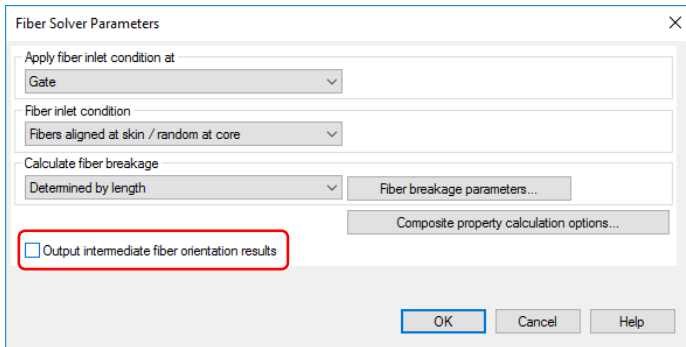 Fiber Solver Parameters
Apply fiber inlet condition at
Gate
Fiber inlet condition
Fibers aligned at skin / random at core
Calculate fiber breakage
Determined by length
Fiber breakage parameters...
Composite property calculation options...
Output intermediate fiber orientation results
OK Cancel Help